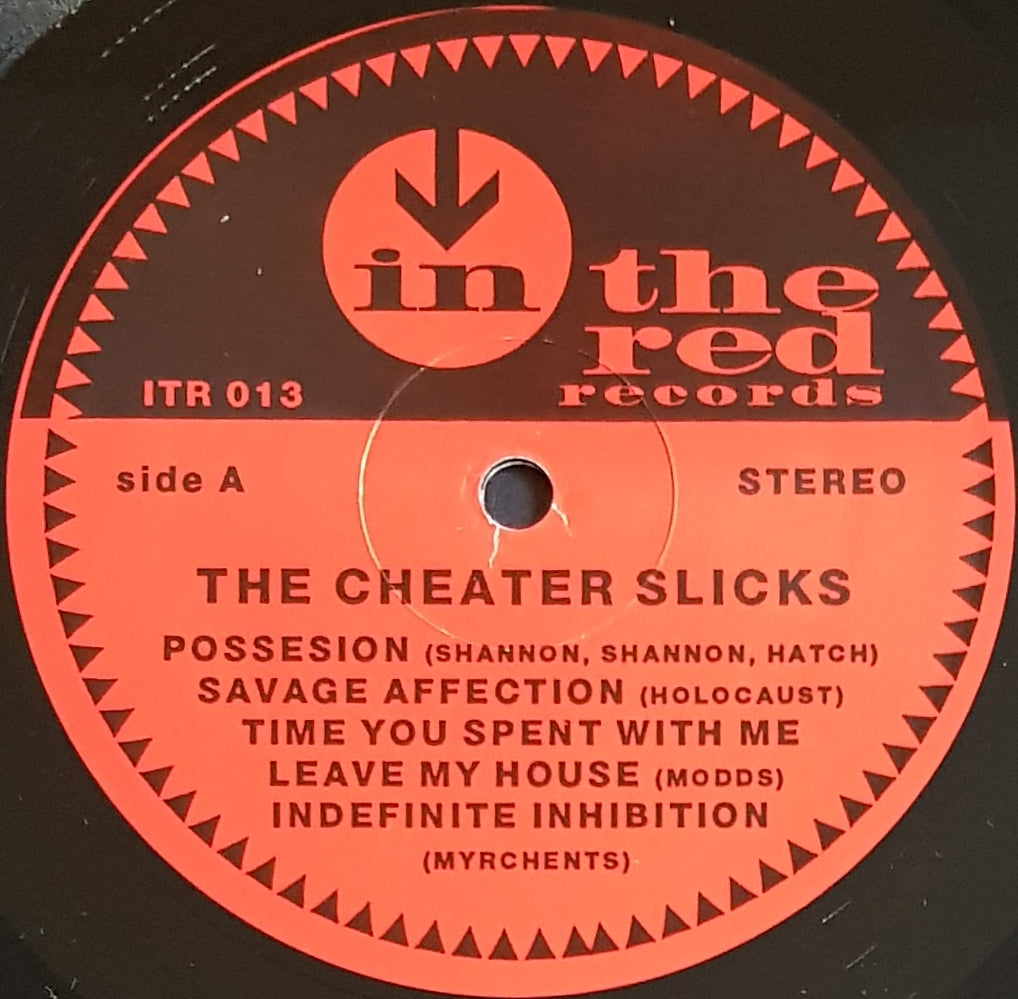 in
the
red
records
ITR 013
side A
STEREO
THE CHEATER SLICKS
POSSESION (SHANNON, SHANNON, HATCH)
SAVAGE AFFECTION (HOLOCAUST)
TIME YOU SPENT WITH ME
LEAVE MY HOUSE (MODDS)
INDEFINITE INHIBITION
(MYRCHENTS)